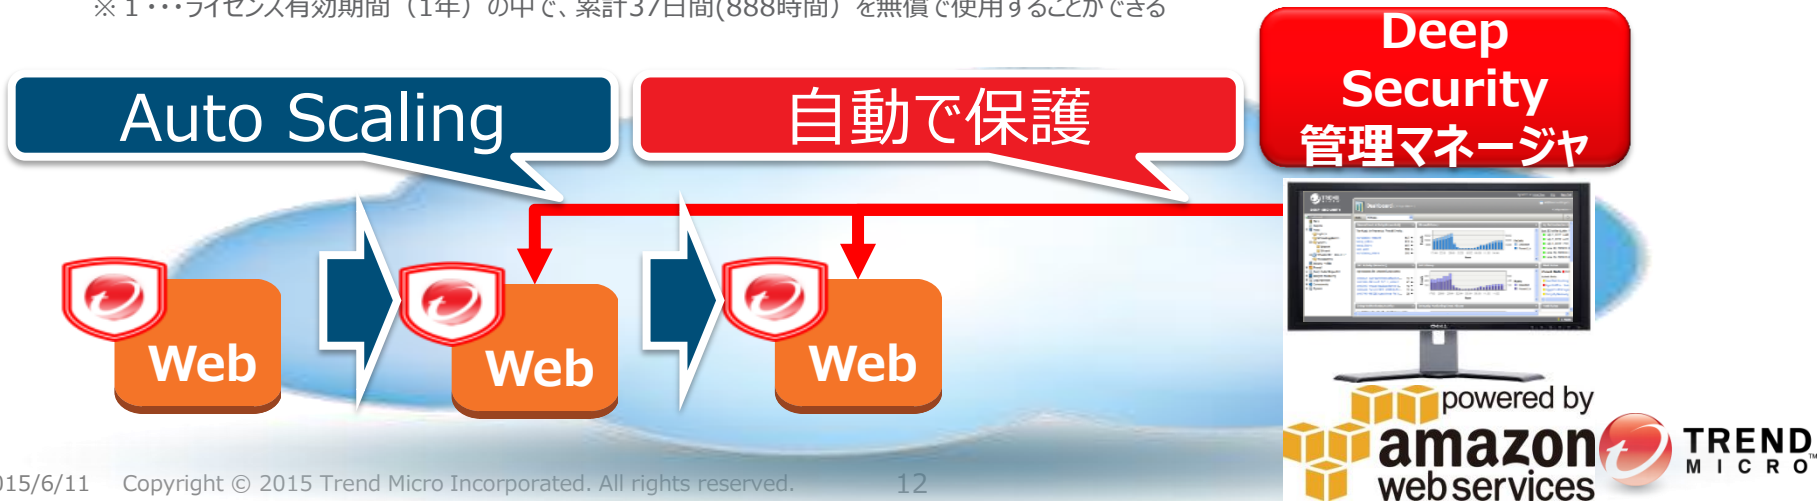 ※１・・・ライセンス有効期間（1年）の中で、累計37日間(888時間）を無償で使用することができる
Deep
Security
管理マネージャ
Auto Scaling
自動で保護
Web
Web
Web
powered by
amazon
web services
TREND
MICRO™
015/6/11 Copyright © 2015 Trend Micro Incorporated. All rights reserved. 12